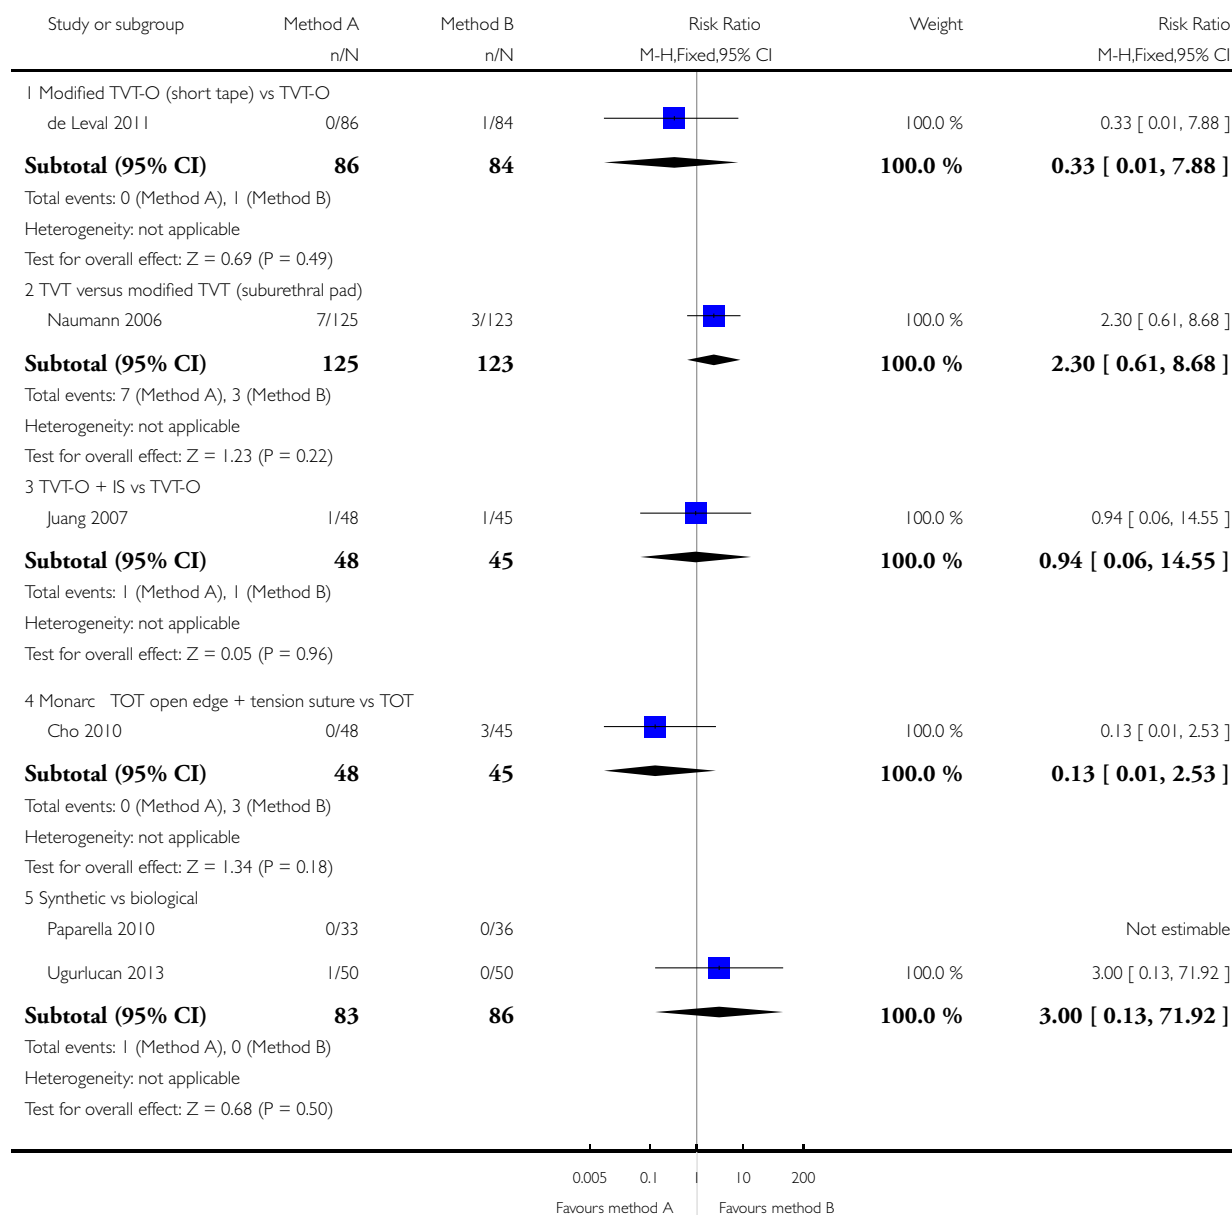 Study or subgroup Method A Method B Risk Ratio Weight Risk Ratio
n/N n/N M-H,Fixed,95% CI M-H,Fixed,95% CI
1 Modified TVT-O (short tape) vs TVT-O
de Leval 2011 0/86 1/84 100.0 % 0.33 [ 0.01, 7.88 ]
Subtotal (95% CI) 86 84 100.0 % 0.33 [ 0.01, 7.88 ]
Total events: 0 (Method A), 1 (Method B)
Heterogeneity: not applicable
Test for overall effect: Z = 0.69 (P = 0.49)
2 TVT versus modified TVT (suburethral pad)
Naumann 2006 7/125 3/123 100.0 % 2.30 [ 0.61, 8.68 ]
Subtotal (95% CI) 125 123 100.0 % 2.30 [ 0.61, 8.68 ]
Total events: 7 (Method A), 3 (Method B)
Heterogeneity: not applicable
Test for overall effect: Z = 1.23 (P = 0.22)
3 TVT-O + IS vs TVT-O
Juang 2007 1/48 1/45 100.0 % 0.94 [ 0.06, 14.55 ]
Subtotal (95% CI) 48 45 100.0 % 0.94 [ 0.06, 14.55 ]
Total events: 1 (Method A), 1 (Method B)
Heterogeneity: not applicable
Test for overall effect: Z = 0.05 (P = 0.96)
4 Monarc TOT open edge + tension suture vs TOT
Cho 2010 0/48 3/45 100.0 % 0.13 [ 0.01, 2.53 ]
Subtotal (95% CI) 48 45 100.0 % 0.13 [ 0.01, 2.53 ]
Total events: 0 (Method A), 3 (Method B)
Heterogeneity: not applicable
Test for overall effect: Z = 1.34 (P = 0.18)
5 Synthetic vs biological
Paparella 2010 0/33 0/36 Not estimable
Ugurlucan 2013 1/50 0/50 100.0 % 3.00 [ 0.13, 71.92 ]
Subtotal (95% CI) 83 86 100.0 % 3.00 [ 0.13, 71.92 ]
Total events: 1 (Method A), 0 (Method B)
Heterogeneity: not applicable
Test for overall effect: Z = 0.68 (P = 0.50)
0.005 0.1 1 10 200
Favours method A Favours method B